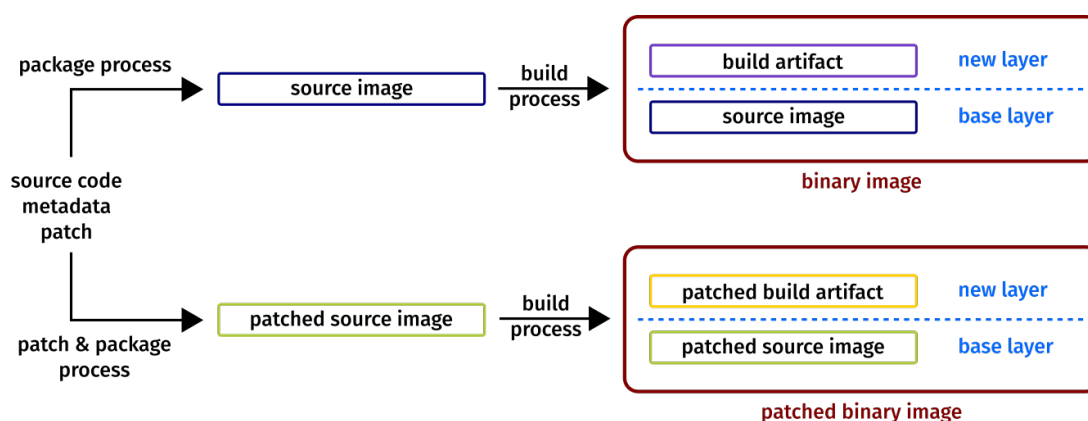 package process
source image
build
process
build artifact
new layer
source image
base layer
binary image
source code
metadata
patch
patch & package
process
patched source image
build
process
patched build artifact
new layer
patched source image
base layer
patched binary image